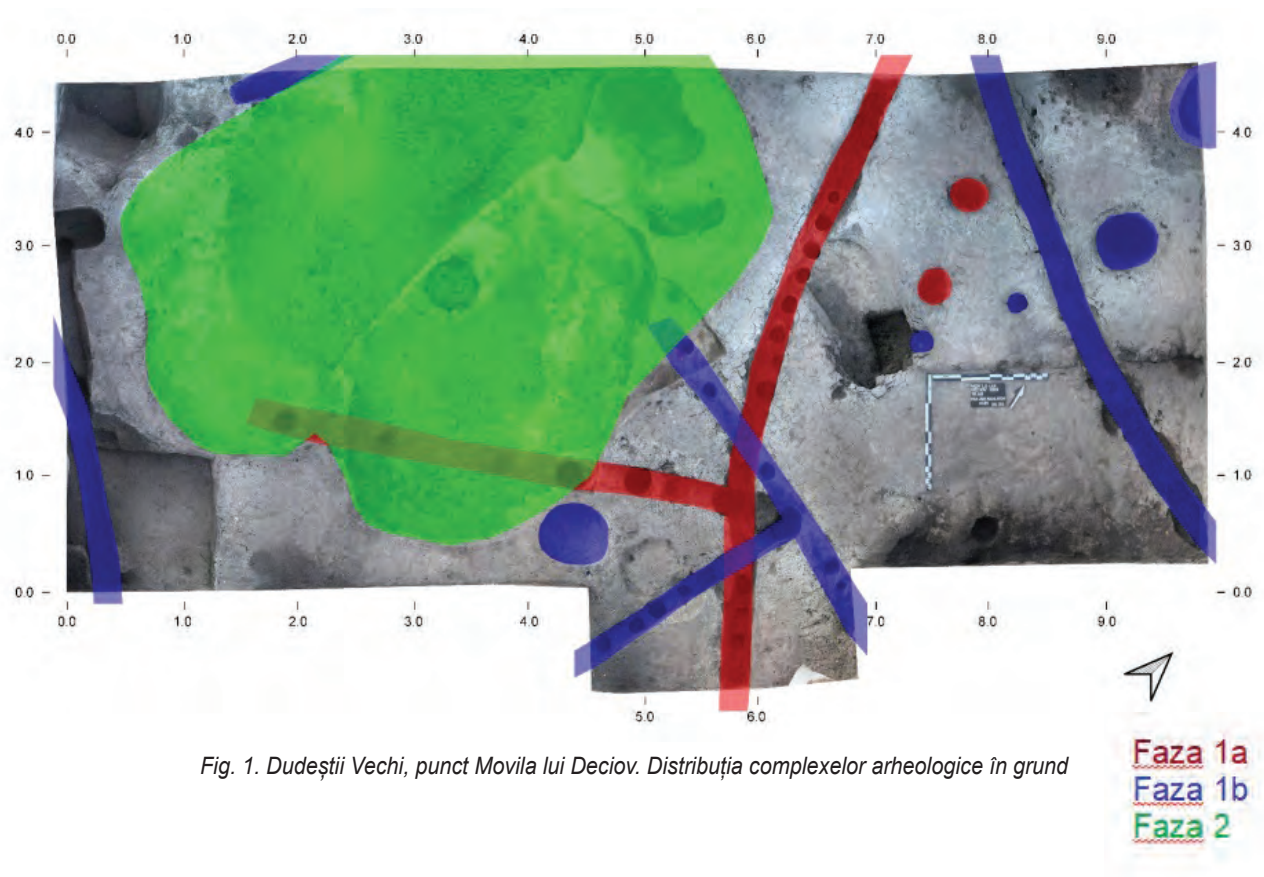 0.0 1.0 2.0 3.0 4.0 5.0 6.0 7.0 8.0 9.0
4.0 4.0
3.0 3.0
2.0 2.0
1.0 1.0
0.0 0.0
0.0 1.0 2.0 3.0 4.0 7.0 8.0 9.0
5.0 6.0
Fig. 1. Dudeștii Vechi, punct Movila lui Deciov. Distribuția complexelor arheologice în grund
Faza 1a
Faza 1b
Faza 2